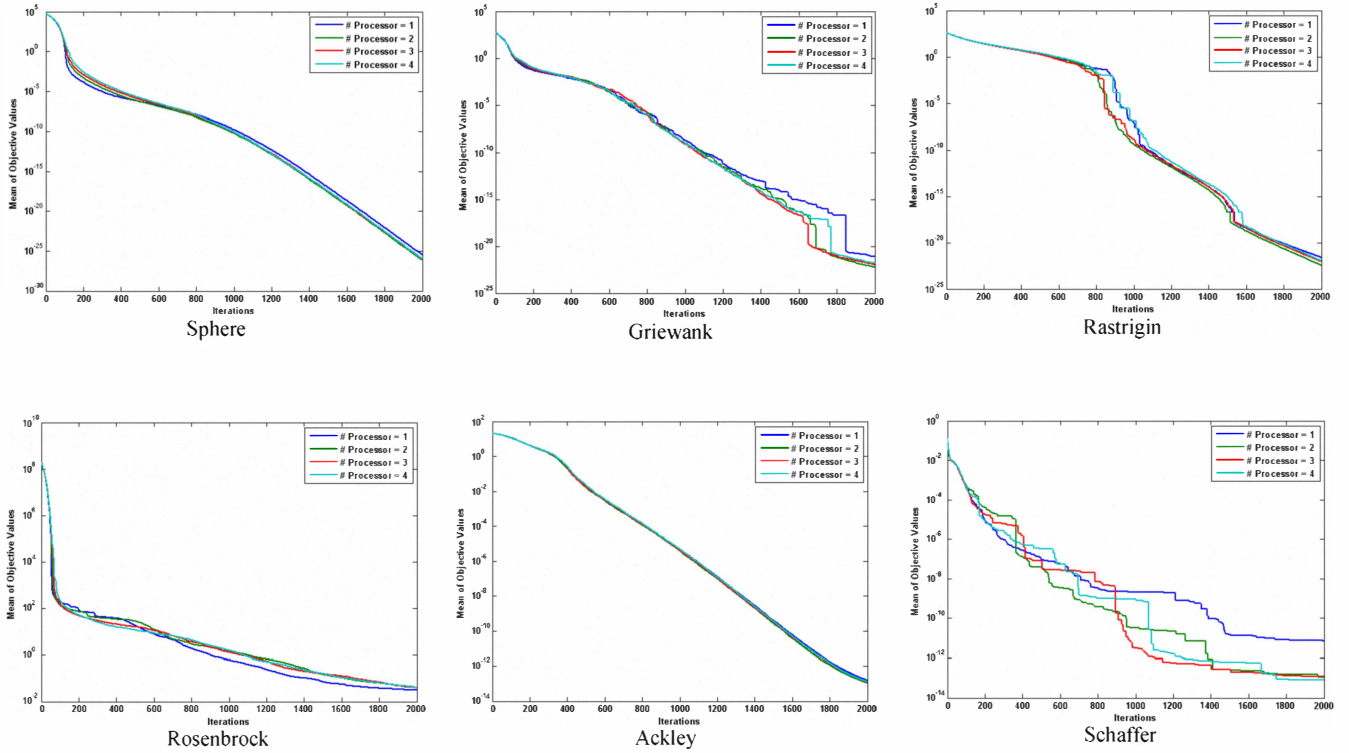 10^5
10^0
10^-5
10^-10
10^-15
10^-20
10^-25
10^-30
Mean of Objective Values
0 200 400 600 800 1000 1200 1400 1600 1800 2000
Iterations
# Processor = 1
# Processor = 2
# Processor = 3
# Processor = 4
Sphere
10^5
10^0
10^-5
10^-10
10^-15
10^-20
10^-25
Mean of Objective Values
0 200 400 600 800 1000 1200 1400 1600 1800 2000
Iterations
# Processor = 1
# Processor = 2
# Processor = 3
# Processor = 4
Griewank
10^5
10^0
10^-5
10^-10
10^-15
10^-20
10^-25
Mean of Objective Values
0 200 400 600 800 1000 1200 1400 1600 1800 2000
Iterations
# Processor = 1
# Processor = 2
# Processor = 3
# Processor = 4
Rastrigin
10^10
10^8
10^6
10^4
10^2
10^0
10^-2
Mean of Objective Values
0 200 400 600 800 1000 1200 1400 1600 1800 2000
Iterations
# Processor = 1
# Processor = 2
# Processor = 3
# Processor = 4
Rosenbrock
10^2
10^0
10^-2
10^-4
10^-6
10^-8
10^-10
10^-12
10^-14
Mean of Objective Values
0 200 400 600 800 1000 1200 1400 1600 1800 2000
Iterations
# Processor = 1
# Processor = 2
# Processor = 3
# Processor = 4
Ackley
10^0
10^-2
10^-4
10^-6
10^-8
10^-10
10^-12
10^-14
Mean of Objective Values
0 200 400 600 800 1000 1200 1400 1600 1800 2000
Iterations
# Processor = 1
# Processor = 2
# Processor = 3
# Processor = 4
Schaffer